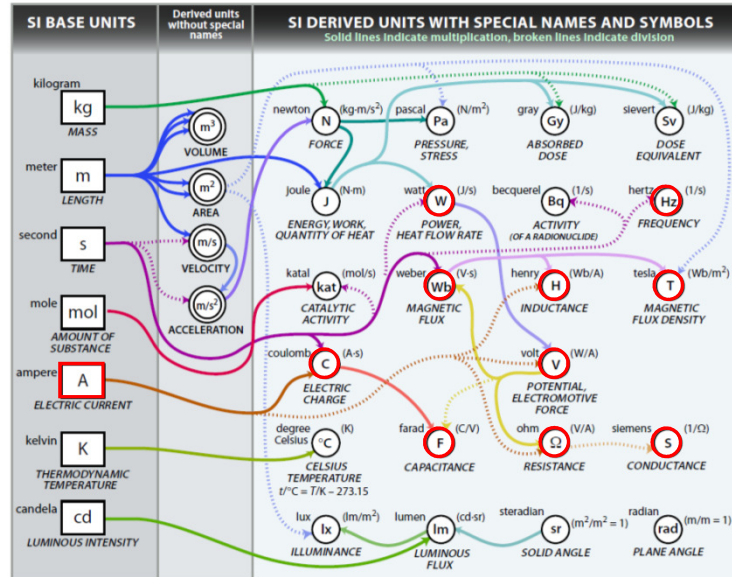 SI BASE UNITS
Derived units
without special
names
SI DERIVED UNITS WITH SPECIAL NAMES AND SYMBOLS
Solid lines indicate multiplication, broken lines indicate division
kilogram
kg
MASS
meter
m
LENGTH
second
s
TIME
mole
mol
AMOUNT OF
SUBSTANCE
ampere
A
ELECTRIC CURRENT
kelvin
K
THERMODYNAMIC
TEMPERATURE
candela
cd
LUMINOUS INTENSITY
m³
VOLUME
m²
AREA
m/s
VELOCITY
m/s²
ACCELERATION
newton
N
(kg·m/s²)
FORCE
pascal
Pa
(N/m²)
PRESSURE,
STRESS
gray
Gy
(J/kg)
ABSORBED
DOSE
sievert
Sv
(J/kg)
DOSE
EQUIVALENT
joule
J
(N·m)
ENERGY, WORK,
QUANTITY OF HEAT
watt
W
(J/s)
POWER,
HEAT FLOW RATE
becquerel
Bq
(1/s)
ACTIVITY
(OF A RADIONUCLIDE)
hertz
Hz
(1/s)
FREQUENCY
katal
kat
(mol/s)
CATALYTIC
ACTIVITY
weber
Wb
(V·s)
MAGNETIC
FLUX
henry
H
(Wb/A)
INDUCTANCE
tesla
T
(Wb/m²)
MAGNETIC
FLUX DENSITY
coulomb
C
(A·s)
ELECTRIC
CHARGE
volt
V
(W/A)
POTENTIAL,
ELECTROMOTIVE
FORCE
degree
Celsius
°C
(K)
CELSIUS
TEMPERATURE
t/°C = T/K – 273.15
farad
F
(C/V)
CAPACITANCE
ohm
Ω
(V/A)
RESISTANCE
siemens
S
(1/Ω)
CONDUCTANCE
lux
lx
(lm/m²)
ILLUMINANCE
lumen
lm
(cd·sr)
LUMINOUS
FLUX
steradian
sr
(m²/m² = 1)
SOLID ANGLE
radian
rad
(m/m = 1)
PLANE ANGLE